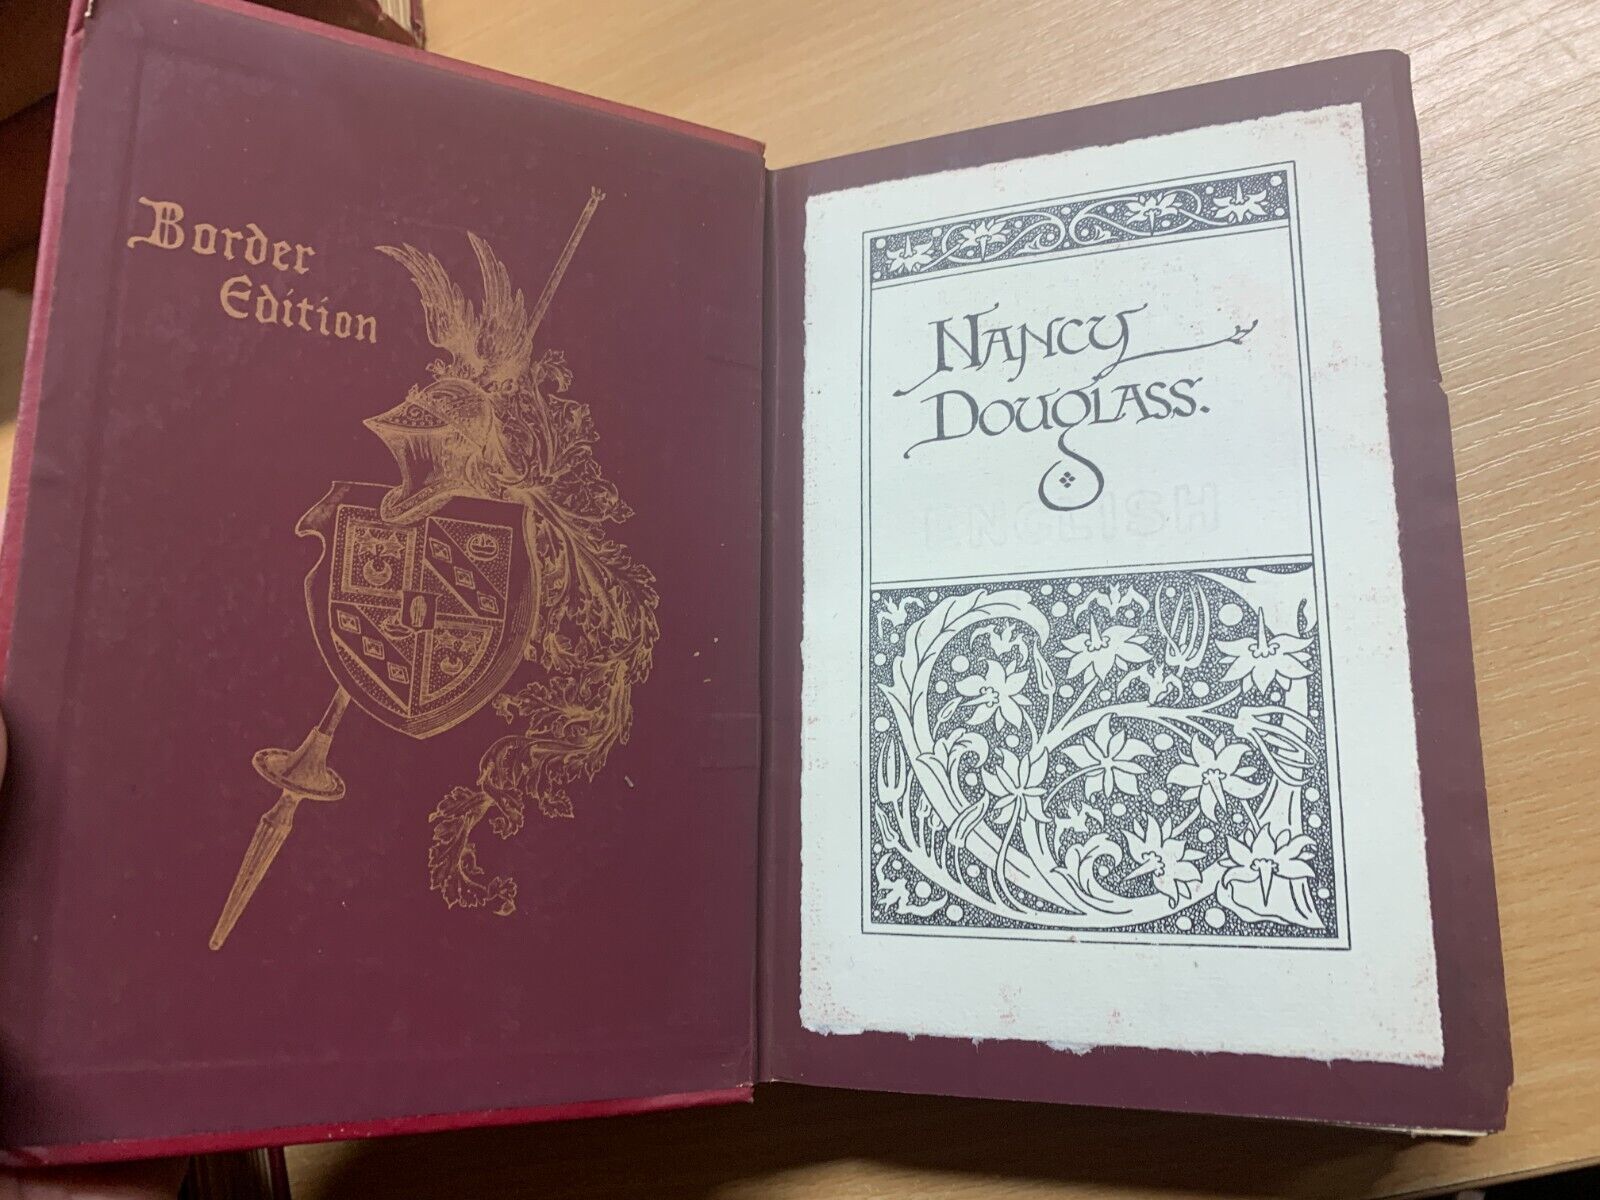 Border
Edition
NANCY
DOUGLASS.
ENGLISH